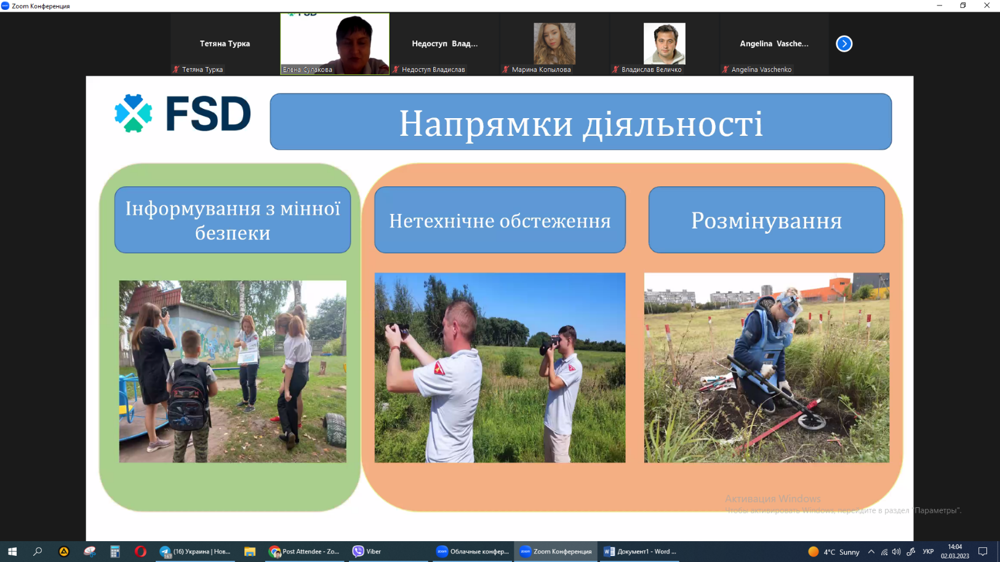 Zoom Конференция
Тетяна Турка
Недоступ Влад...
Angelina Vasche...
Тетяна Турка
Елена Сулакова
Недоступ Владислав
Марина Копылова
Владислав Величко
Angelina Vaschenko
FSD
Напрямки діяльності
Інформування з мінної
безпеки
Нетехнічне обстеження
Розмінування
Активация Windows
Чтобы активировать Windows, перейдите в раздел "Параметры".
(16) Украина | Нов...
Post Attendee - Zo...
Viber
Облачные конфер...
Zoom Конференция
Документ1 - Word ...
4°C Sunny
УКР
14:04
02.03.2023